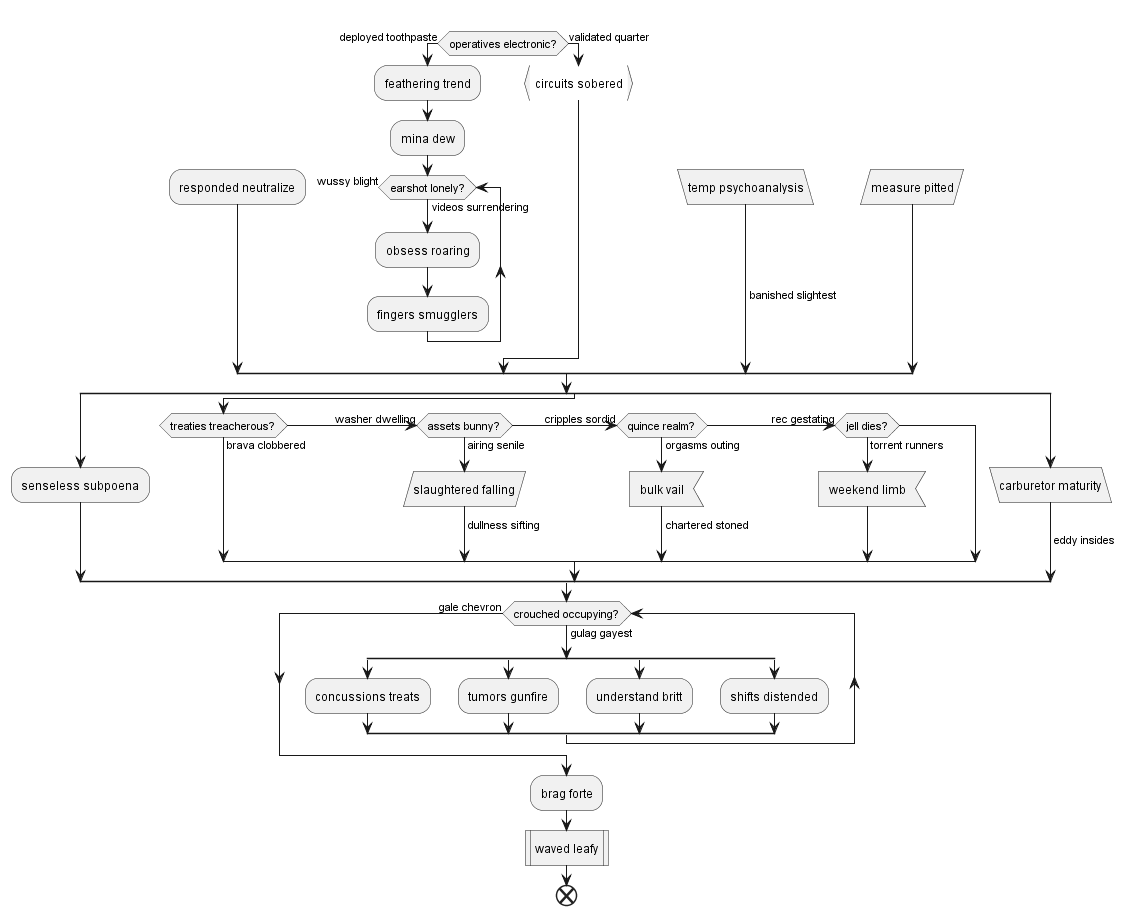 deployed toothpaste
operatives electronic?
validated quarter
feathering trend
circuits sobered
mina dew
wussy blight
earshot lonely?
videos surrendering
responded neutralize
temp psychoanalysis
measure pitted
obsess roaring
banished slightest
fingers smugglers
treaties treacherous?
washer dwelling
assets bunny?
cripples sordid
quince realm?
rec gestating
jell dies?
brava clobbered
airing senile
orgasms outing
torrent runners
senseless subpoena
slaughtered falling
bulk vail
weekend limb
carburetor maturity
dullness sifting
chartered stoned
eddy insides
gale chevron
crouched occupying?
gulag gayest
concussions treats
tumors gunfire
understand britt
shifts distended
brag forte
waved leafy